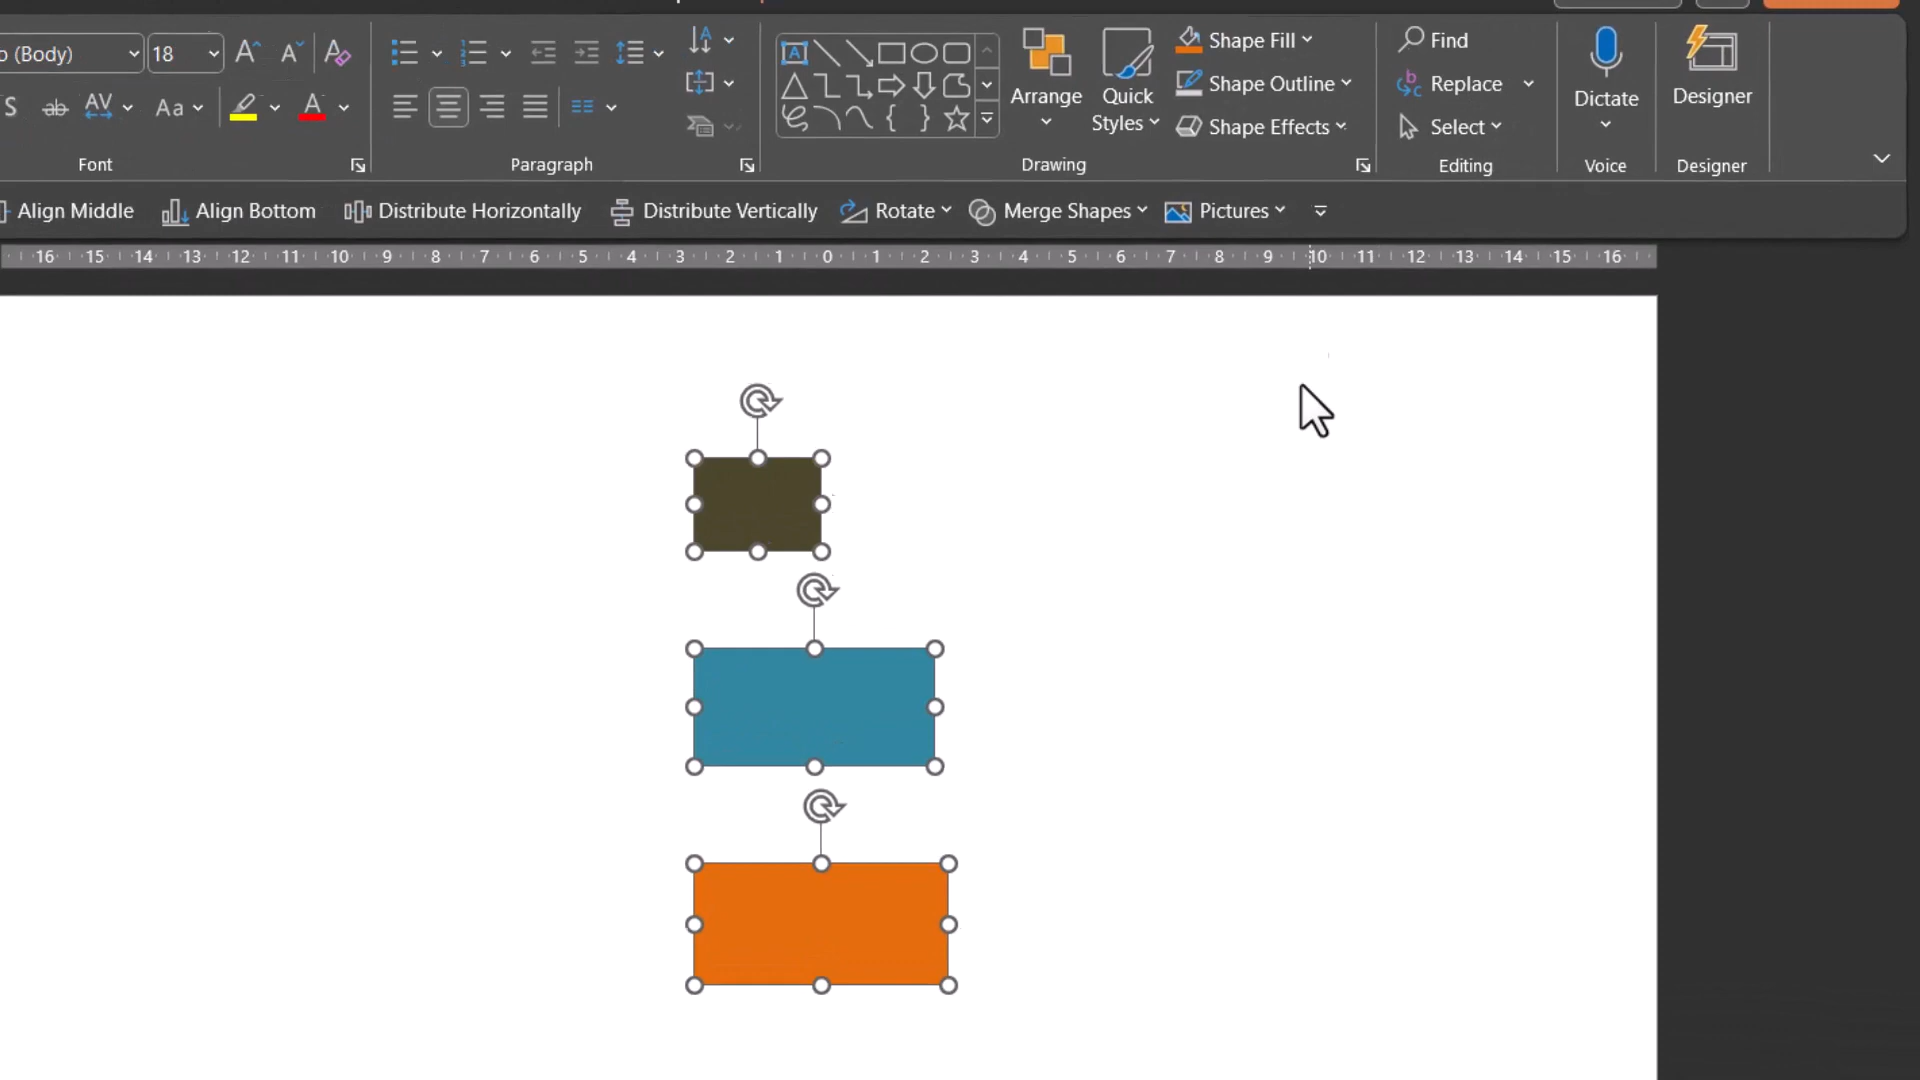 (Body) 18
Shape Fill
Find
Arrange
Quick
Styles
Shape Outline
Replace
Dictate
Designer
S ab AV Aa A
Shape Effects
Select
Font
Paragraph
Drawing
Editing
Voice
Designer
Align Middle
Align Bottom
Distribute Horizontally
Distribute Vertically
Rotate
Merge Shapes
Pictures
16 15 14 13 12 11 10 9 8 7 6 5 4 3 2 1 0 1 2 3 4 5 6 7 8 9 10 11 12 13 14 15 16